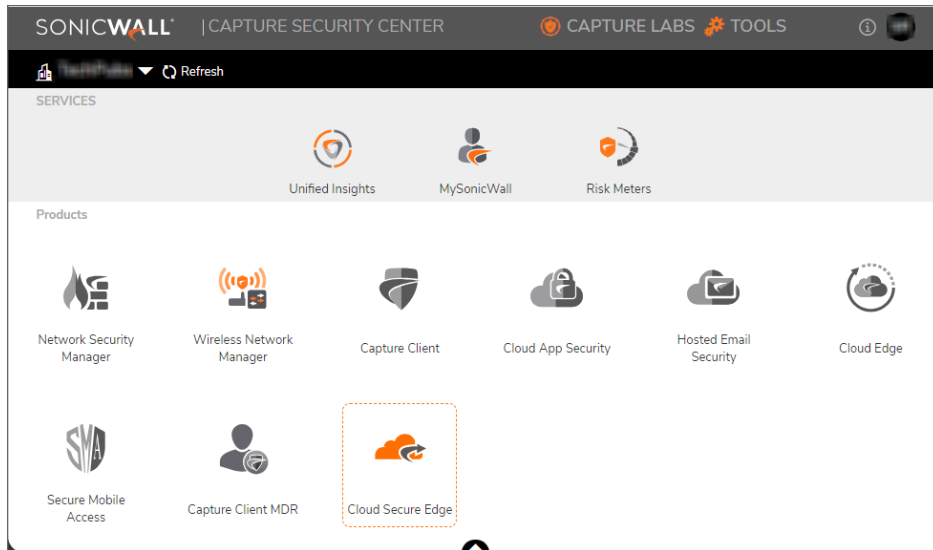 SONICWALL | CAPTURE SECURITY CENTER CAPTURE LABS TOOLS
Refresh
SERVICES
Unified Insights MySonicWall Risk Meters
Products
Network Security Wireless Network Capture Client Cloud App Security Hosted Email Cloud Edge
Manager Manager Security
SMA
Secure Mobile Capture Client MDR Cloud Secure Edge
Access